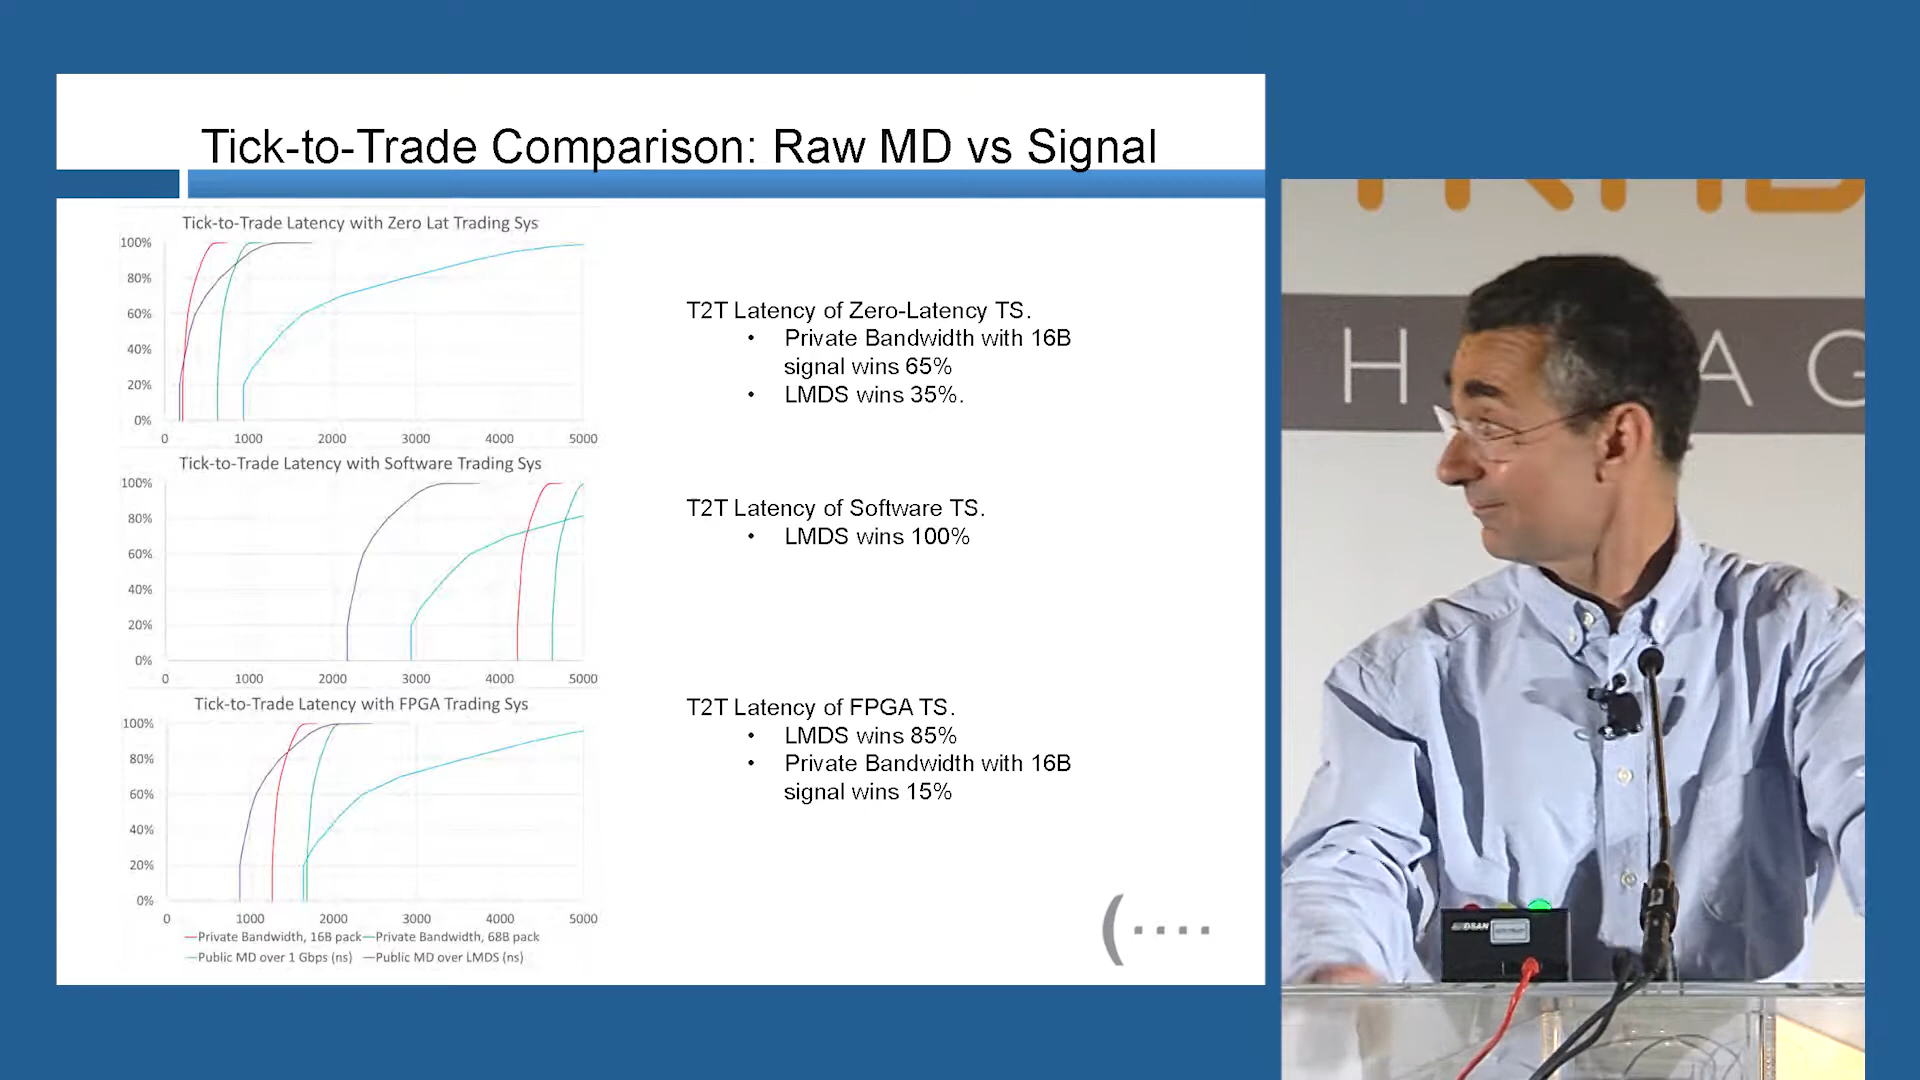 Tick-to-Trade Comparison: Raw MD vs Signal
Tick-to-Trade Latency with Zero Lat Trading Sys
100%
80%
60%
40%
20%
0%
0 1000 2000 3000 4000 5000
Tick-to-Trade Latency with Software Trading Sys
100%
80%
60%
40%
20%
0%
0 1000 2000 3000 4000 5000
Tick-to-Trade Latency with FPGA Trading Sys
100%
80%
60%
40%
20%
0%
0 1000 2000 3000 4000 5000
Private Bandwidth, 16B pack Private Bandwidth, 68B pack
Public MD over 1 Gbps (ns) Public MD over LMDS (ns)
T2T Latency of Zero-Latency TS.
• Private Bandwidth with 16B
signal wins 65%
• LMDS wins 35%.
T2T Latency of Software TS.
• LMDS wins 100%
T2T Latency of FPGA TS.
• LMDS wins 85%
• Private Bandwidth with 16B
signal wins 15%
H A G
DSAN